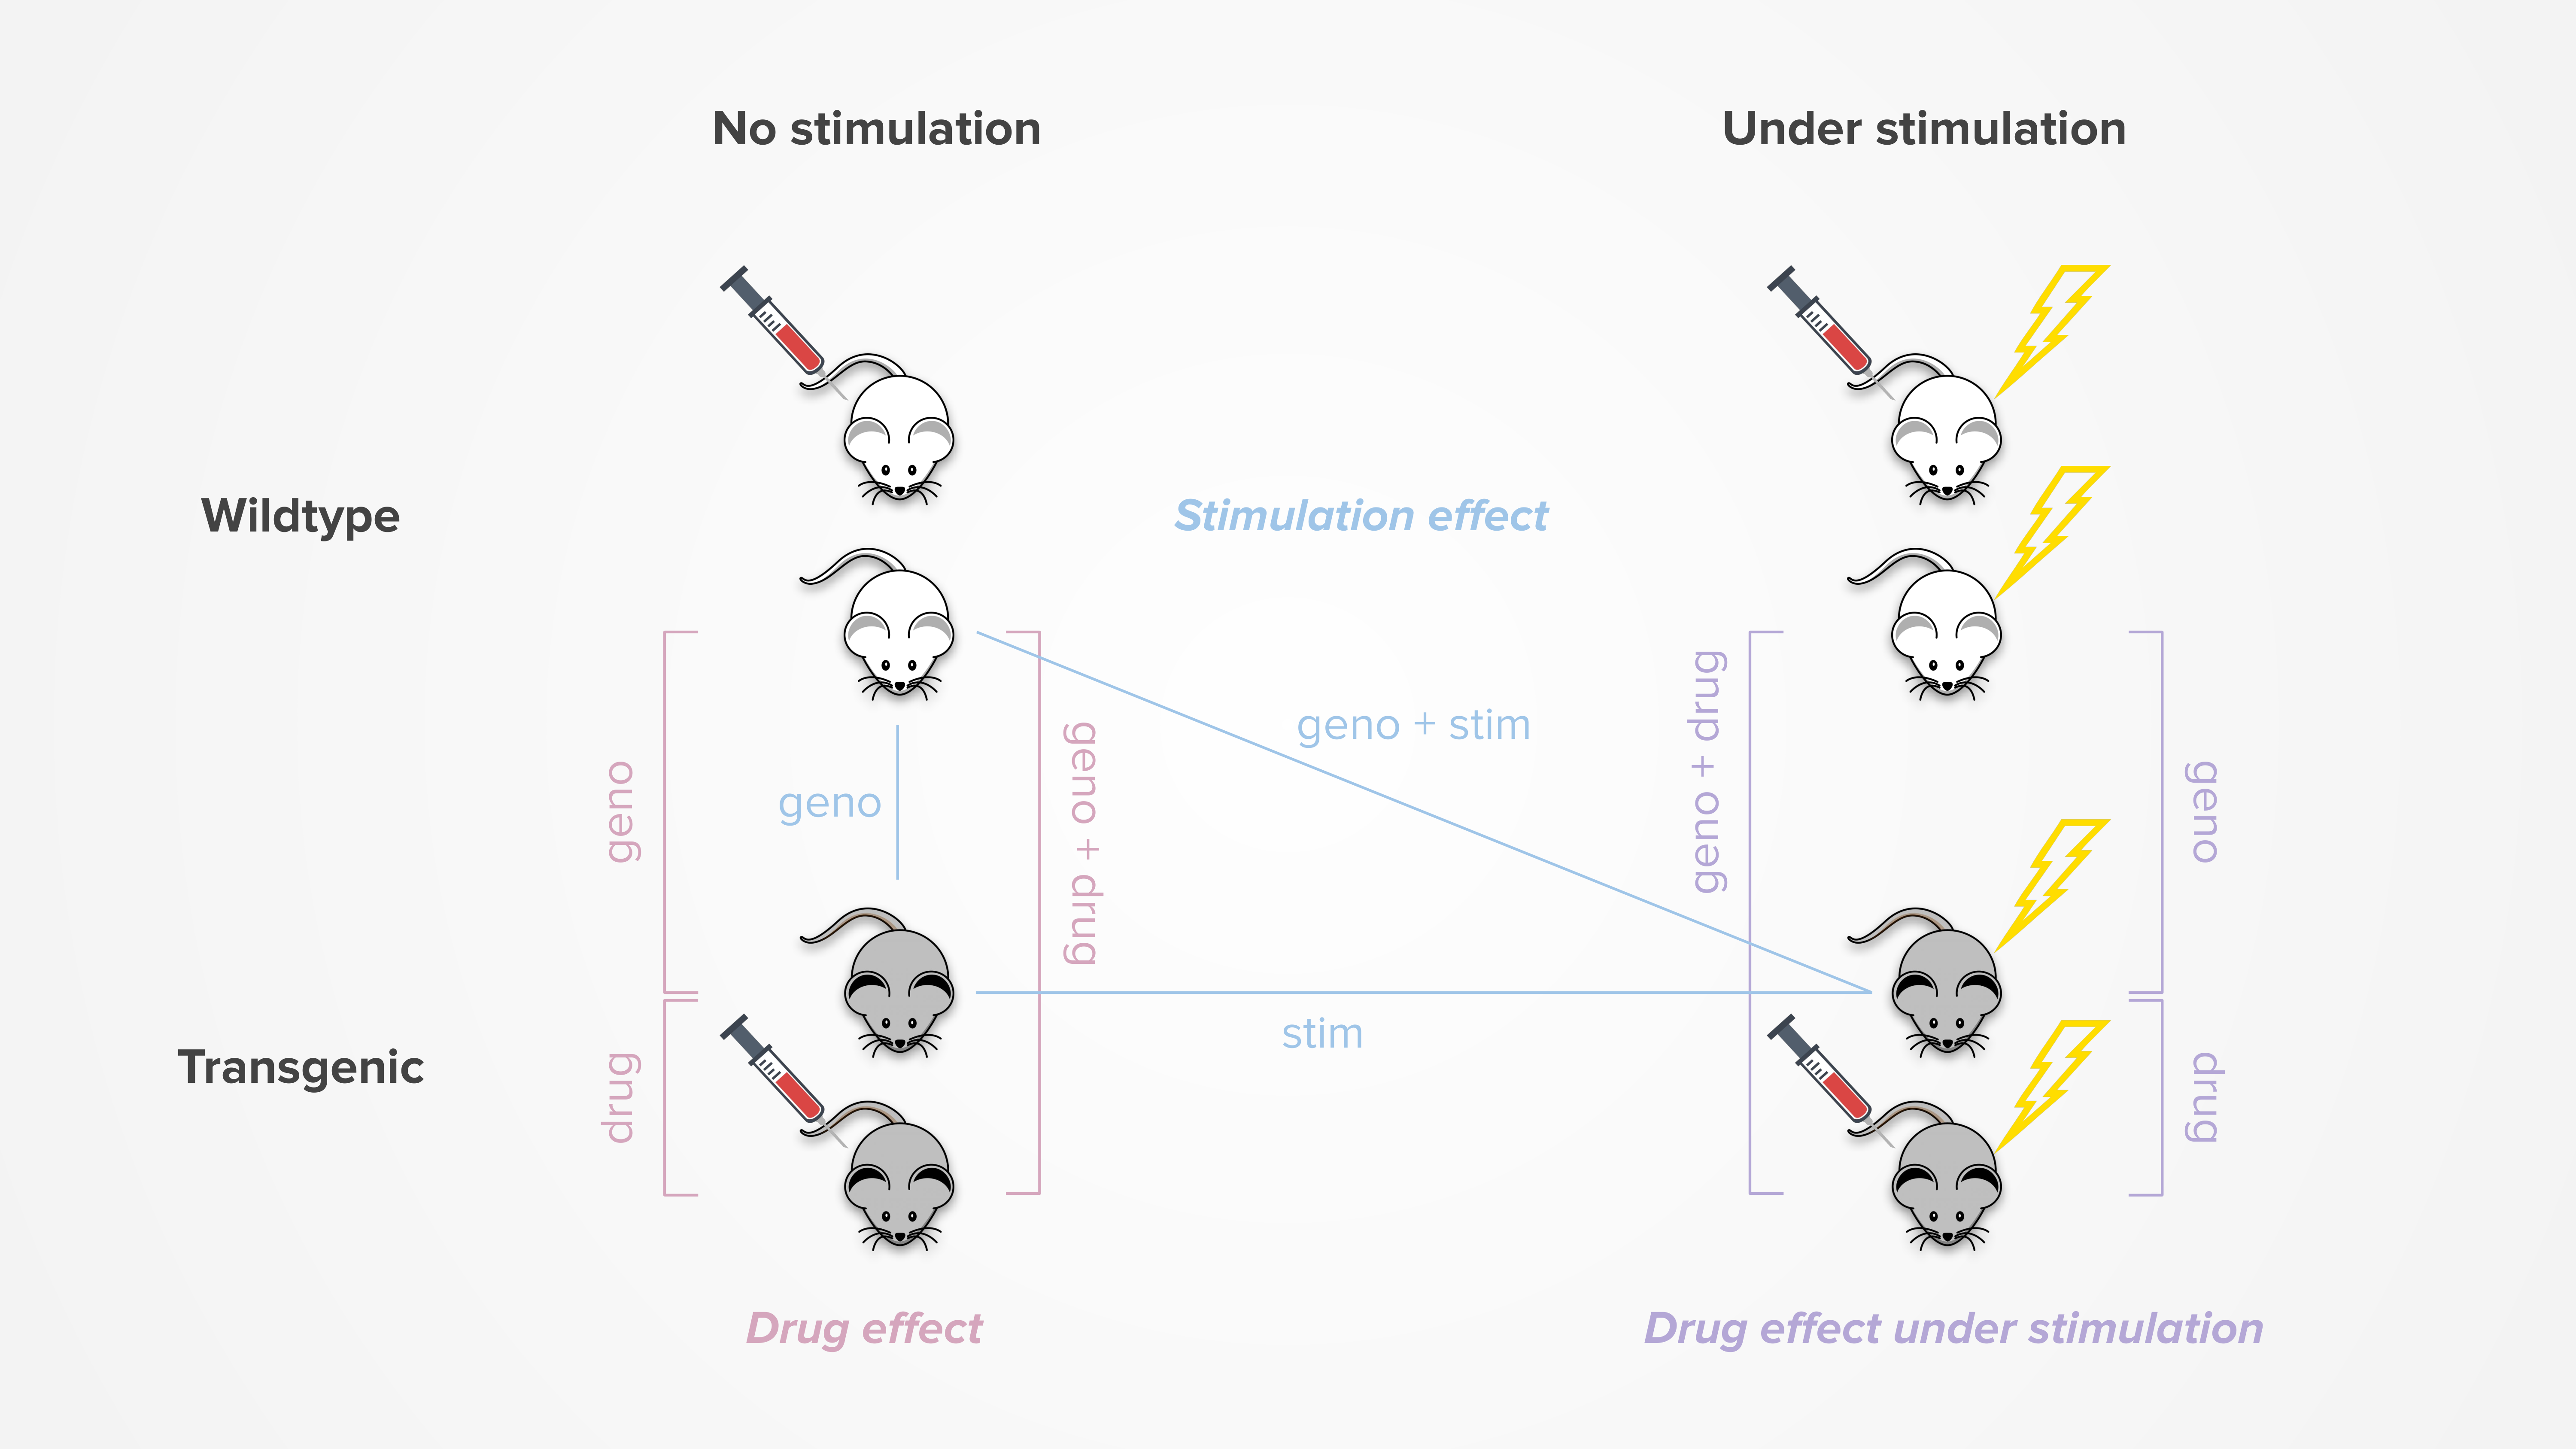 No stimulation
Under stimulation
Wildtype
Stimulation effect
geno
geno
geno + drug
geno + stim
geno + drug
geno
Transgenic
drug
stim
drug
Drug effect
Drug effect under stimulation